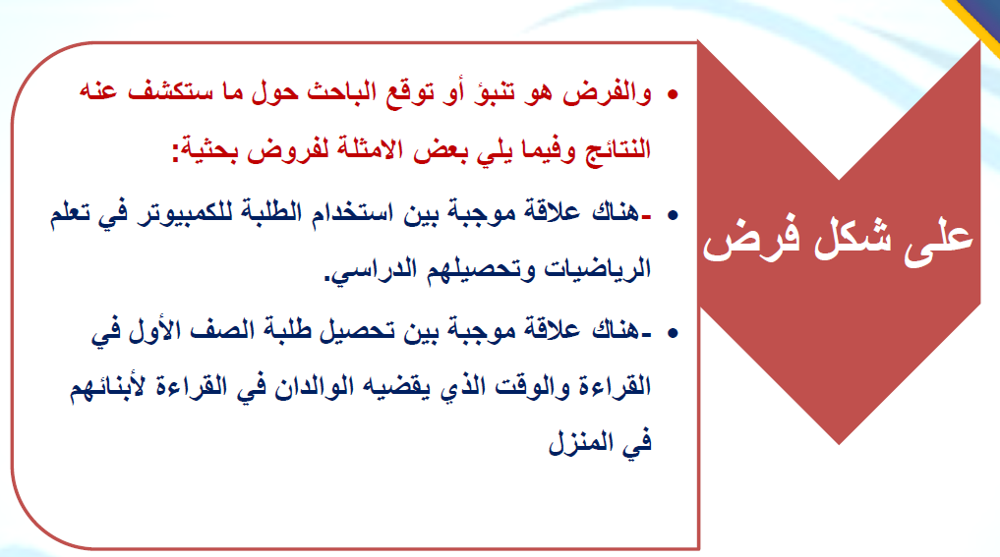 على شكل فرض
• والفرض هو تنبؤ أو توقع الباحث حول ما ستكشف عنه
النتائج وفيما يلي بعض الامثلة لفروض بحثية:
• -هناك علاقة موجبة بين استخدام الطلبة للكمبيوتر في تعلم
الرياضيات وتحصيلهم الدراسي.
• -هناك علاقة موجبة بين تحصيل طلبة الصف الأول في
القراءة والوقت الذي يقضيه الوالدان في القراءة لأبنائهم
في المنزل